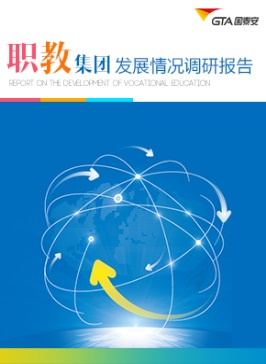 GTA 国泰安
职教集团 发展情况调研报告
REPORT ON THE DEVELOPMENT OF VOCATIONAL EDUCATION